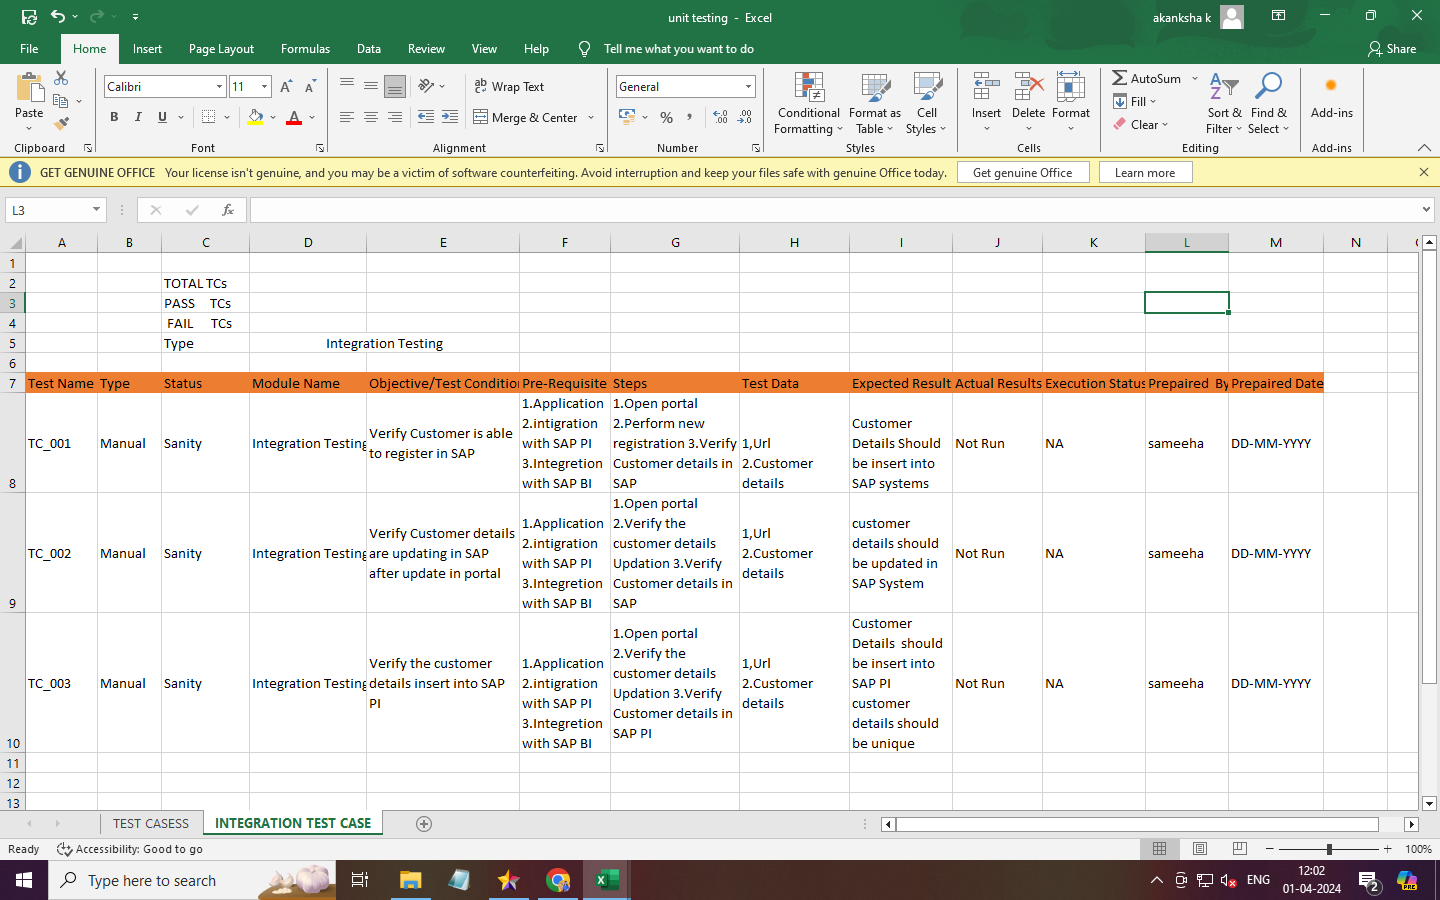 unit testing - Excel
akanksha k
File Home Insert Page Layout Formulas Data Review View Help Tell me what you want to do Share
Calibri 11 Wrap Text General AutoSum
Paste Conditional Formatting Format as Table Cell Styles Insert Delete Format Fill Sort & Filter Find & Select Add-ins
B I U Merge & Center % Clear
Clipboard Font Alignment Number Styles Cells Editing Add-ins
GET GENUINE OFFICE Your license isn't genuine, and you may be a victim of software counterfeiting. Avoid interruption and keep your files safe with genuine Office today. Get genuine Office Learn more
L3 fx
A B C D E F G H I J K L M N
1
2 TOTAL TCs
3 PASS TCs
4 FAIL TCs
5 Type Integration Testing
6
7 Test Name Type Status Module Name Objective/Test Condition Pre-Requisite Steps Test Data Expected Result Actual Results Execution Status Prepaired By Prepaired Date
8 TC_001 Manual Sanity Integration Testing
Verify Customer is able
to register in SAP
1.Application
2.intigration
with SAP PI
3.Integretion
with SAP BI
1.Open portal
2.Perform new
registration 3.Verify
Customer details in
SAP
1,Url
2.Customer
details
Customer
Details Should
be insert into
SAP systems
Not Run NA sameeha DD-MM-YYYY
9 TC_002 Manual Sanity Integration Testing
Verify Customer details
are updating in SAP
after update in portal
1.Application
2.intigration
with SAP PI
3.Integretion
with SAP BI
1.Open portal
2.Verify the
customer details
Updation 3.Verify
Customer details in
SAP
1,Url
2.Customer
details
customer
details should
be updated in
SAP System
Not Run NA sameeha DD-MM-YYYY
10 TC_003 Manual Sanity Integration Testing
Verify the customer
details insert into SAP
PI
1.Application
2.intigration
with SAP PI
3.Integretion
with SAP BI
1.Open portal
2.Verify the
customer details
Updation 3.Verify
Customer details in
SAP PI
1,Url
2.Customer
details
Customer
Details should
be insert into
SAP PI
customer
details should
be unique
Not Run NA sameeha DD-MM-YYYY
11
12
13
TEST CASESS INTEGRATION TEST CASE
Ready Accessibility: Good to go 100%
Type here to search ENG 12:02
01-04-2024 2